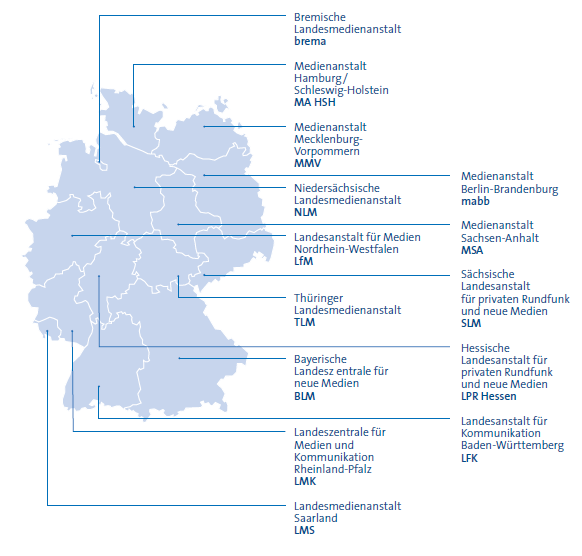 Bremische
Landesmedienanstalt
brema
Medienanstalt
Hamburg/
Schleswig-Holstein
MA HSH
Medienanstalt
Mecklenburg-
Vorpommern
MMV
Medienanstalt
Berlin-Brandenburg
mabb
Niedersächsische
Landesmedienanstalt
NLM
Medienanstalt
Sachsen-Anhalt
MSA
Landesanstalt für Medien
Nordrhein-Westfalen
LfM
Sächsische
Landesanstalt
für privaten Rundfunk
und neue Medien
SLM
Thüringer
Landesmedienanstalt
TLM
Hessische
Landesanstalt für
privaten Rundfunk
und neue Medien
LPR Hessen
Bayerische
Landesz entrale für
neue Medien
BLM
Landesanstalt für
Kommunikation
Baden-Württemberg
LFK
Landeszentrale für
Medien und
Kommunikation
Rheinland-Pfalz
LMK
Landesmedienanstalt
Saarland
LMS